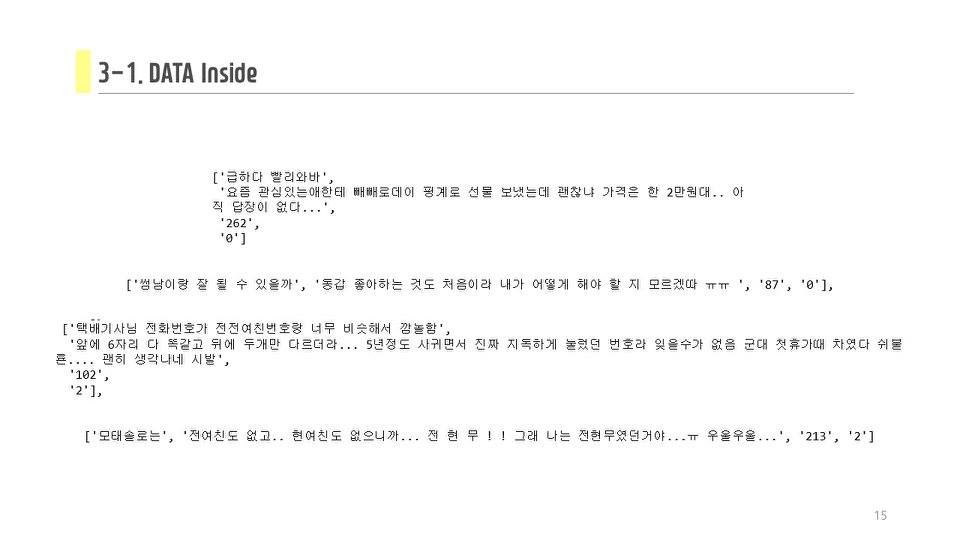 3-1. DATA Inside
['급하다 빨리와바',
'요즘 관심있는애한테 빼빼로데이 핑계로 선물 보냈는데 괜찮냐 가격은 한 2만원대.. 아
직 답장이 없다...',
'262',
'0']
['썸남이랑 잘 될 수 있을까', '동갑 좋아하는 것도 처음이라 내가 어떻게 해야 할 지 모르겠따 ㅠㅠ ', '87', '0'],
['택배기사님 전화번호가 전전여친번호랑 너무 비슷해서 깜놀함',
'앞에 6자리 다 똑같고 뒤에 두개만 다르더라... 5년정도 사귀면서 진짜 지독하게 눌렀던 번호라 잊을수가 없음 군대 첫휴가때 차였다 쉬불
푠.... 괜히 생각나네 시발',
'102',
'2'],
['모태솔로는', '전여친도 없고.. 현여친도 없으니까... 전 현 무 ! ! 그래 나는 전현무였던거야...ㅠ 우울우울...', '213', '2']
15